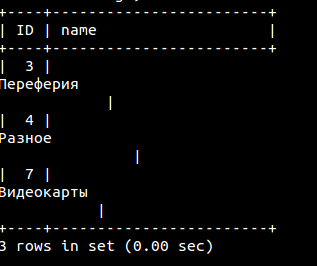 +----+------------------------+
| ID | name                   |
+----+------------------------+
|  3 |
Переферия
            |
|  4 |
Разное
               |
|  7 |
Видеокарты
           |
+----+------------------------+
3 rows in set (0.00 sec)